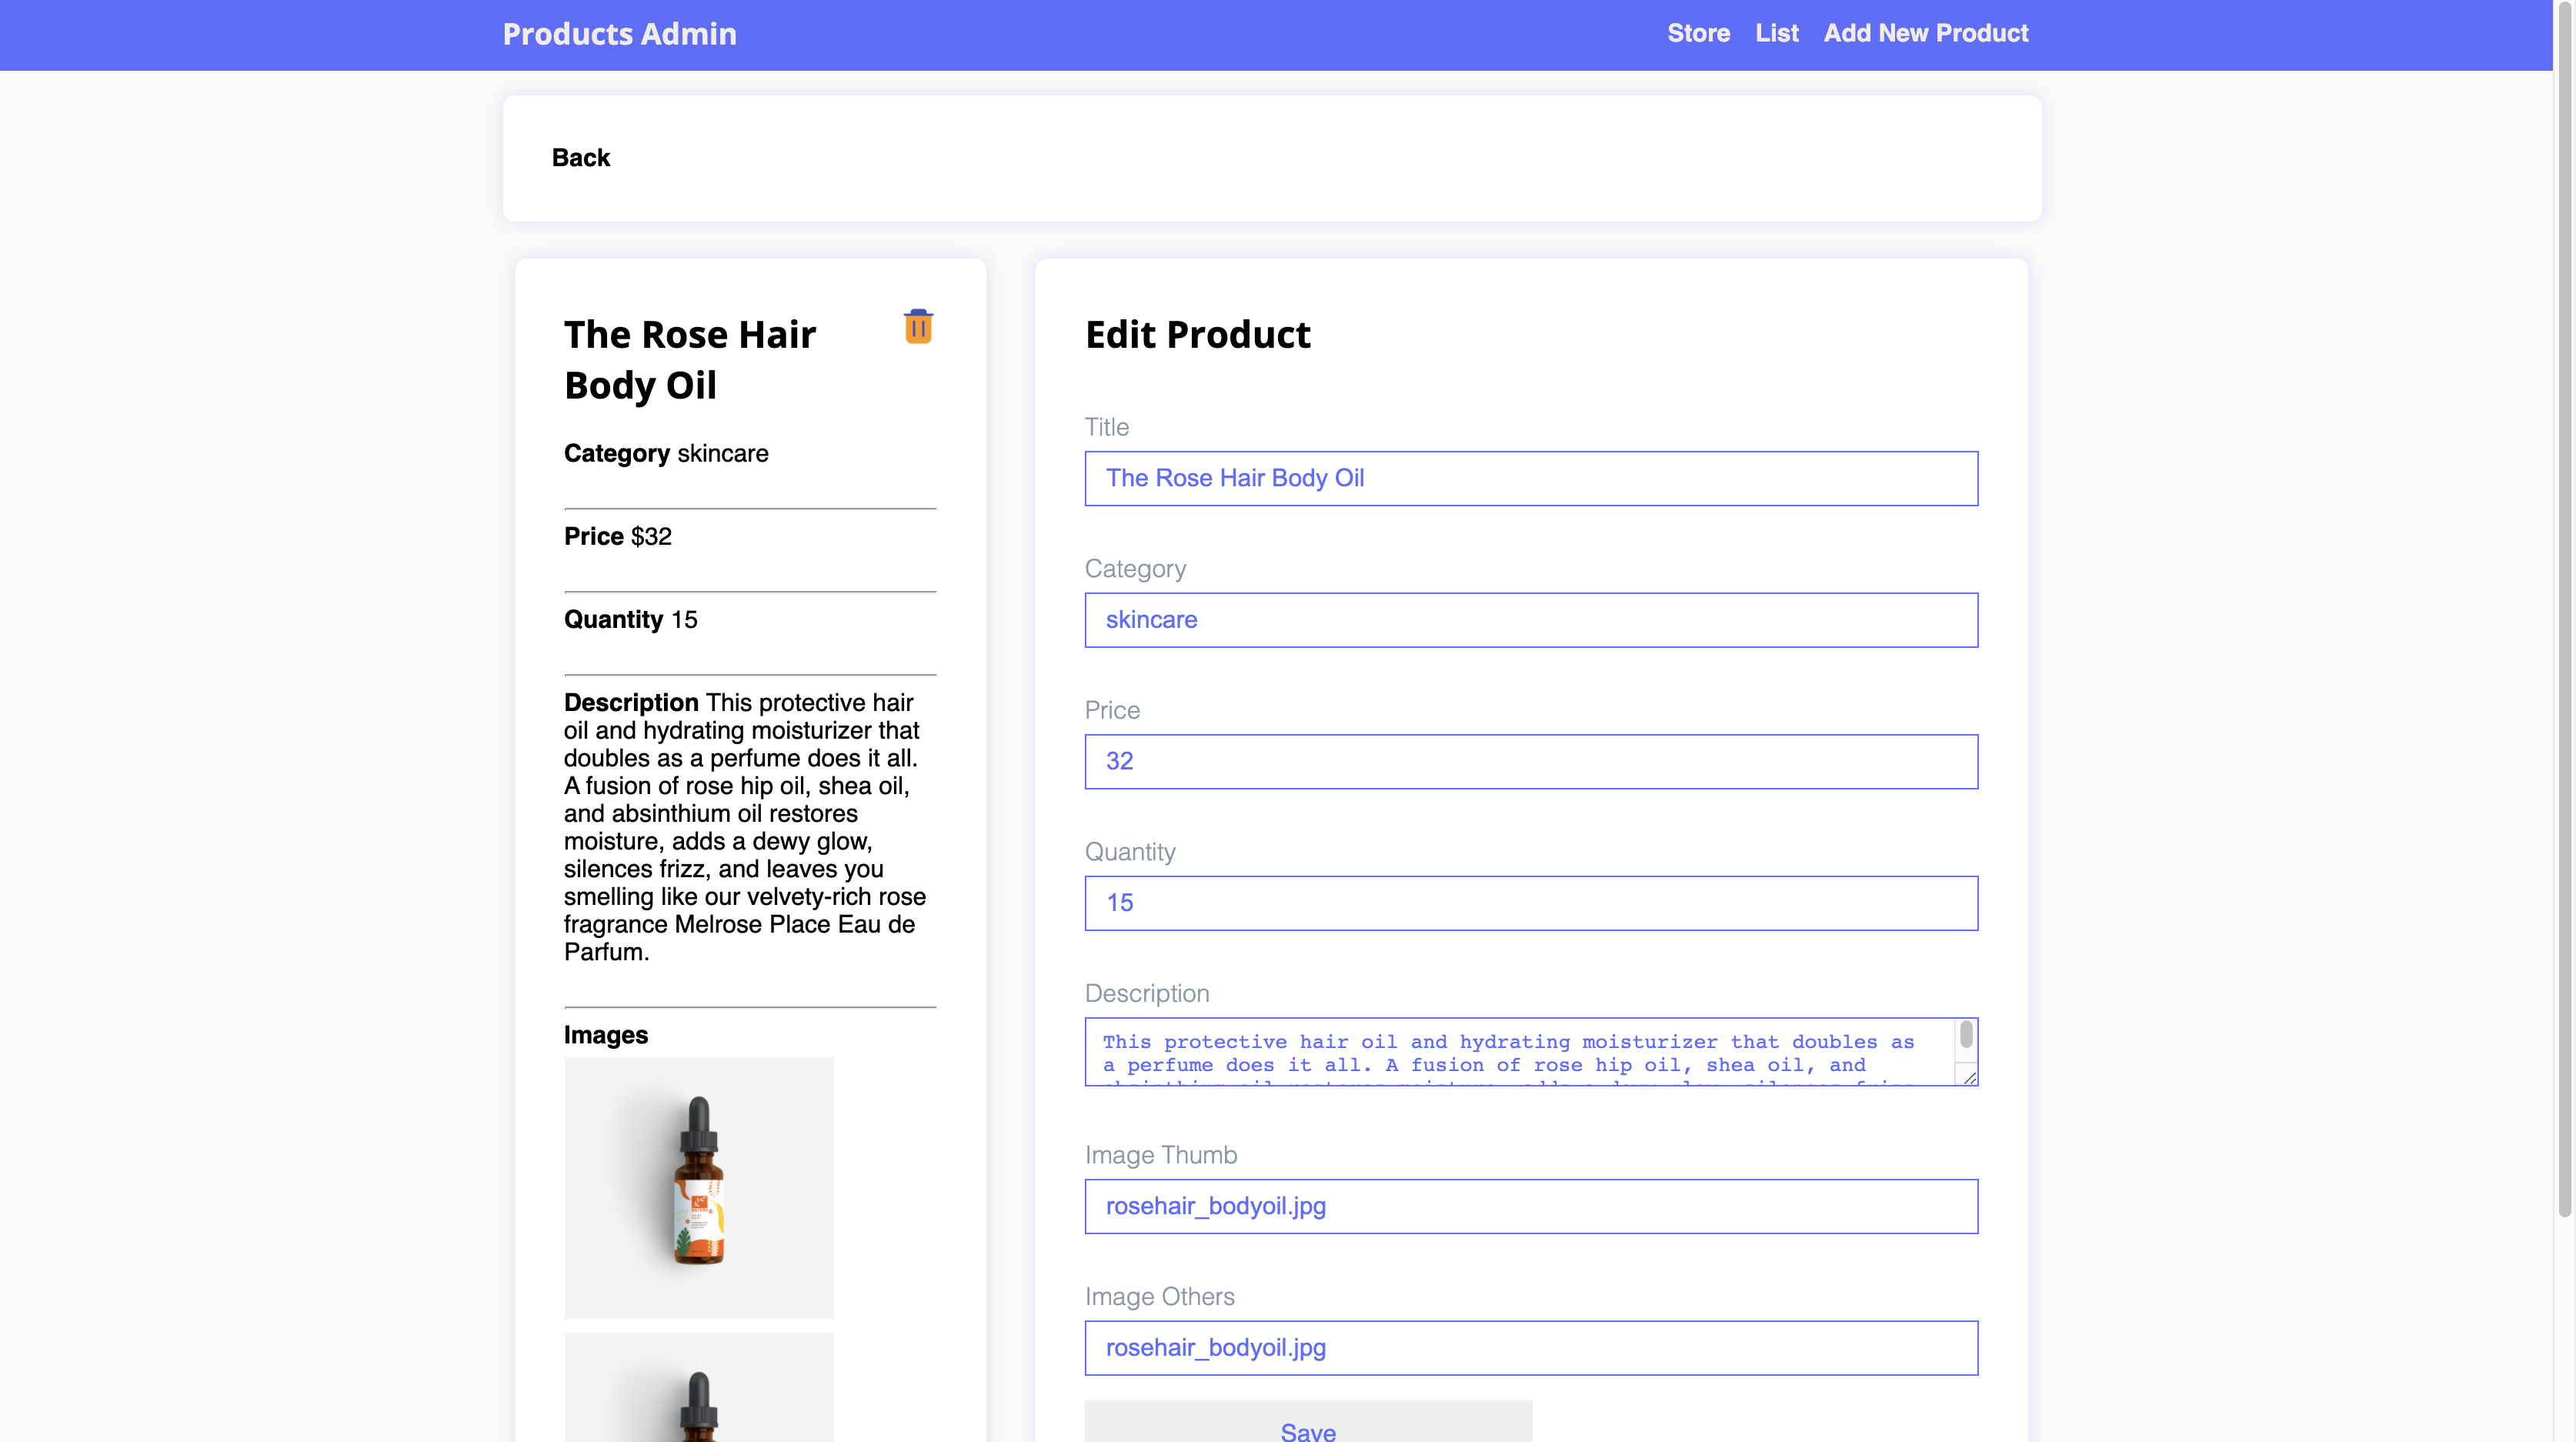 Products Admin
Store List Add New Product
Back
The Rose Hair
Body Oil
Category skincare
Price $32
Quantity 15
Description This protective hair
oil and hydrating moisturizer that
doubles as a perfume does it all.
A fusion of rose hip oil, shea oil,
and absinthium oil restores
moisture, adds a dewy glow,
silences frizz, and leaves you
smelling like our velvety-rich rose
fragrance Melrose Place Eau de
Parfum.
Images
Edit Product
Title
The Rose Hair Body Oil
Category
skincare
Price
32
Quantity
15
Description
This protective hair oil and hydrating moisturizer that doubles as
a perfume does it all. A fusion of rose hip oil, shea oil, and
Image Thumb
rosehair_bodyoil.jpg
Image Others
rosehair_bodyoil.jpg
Save